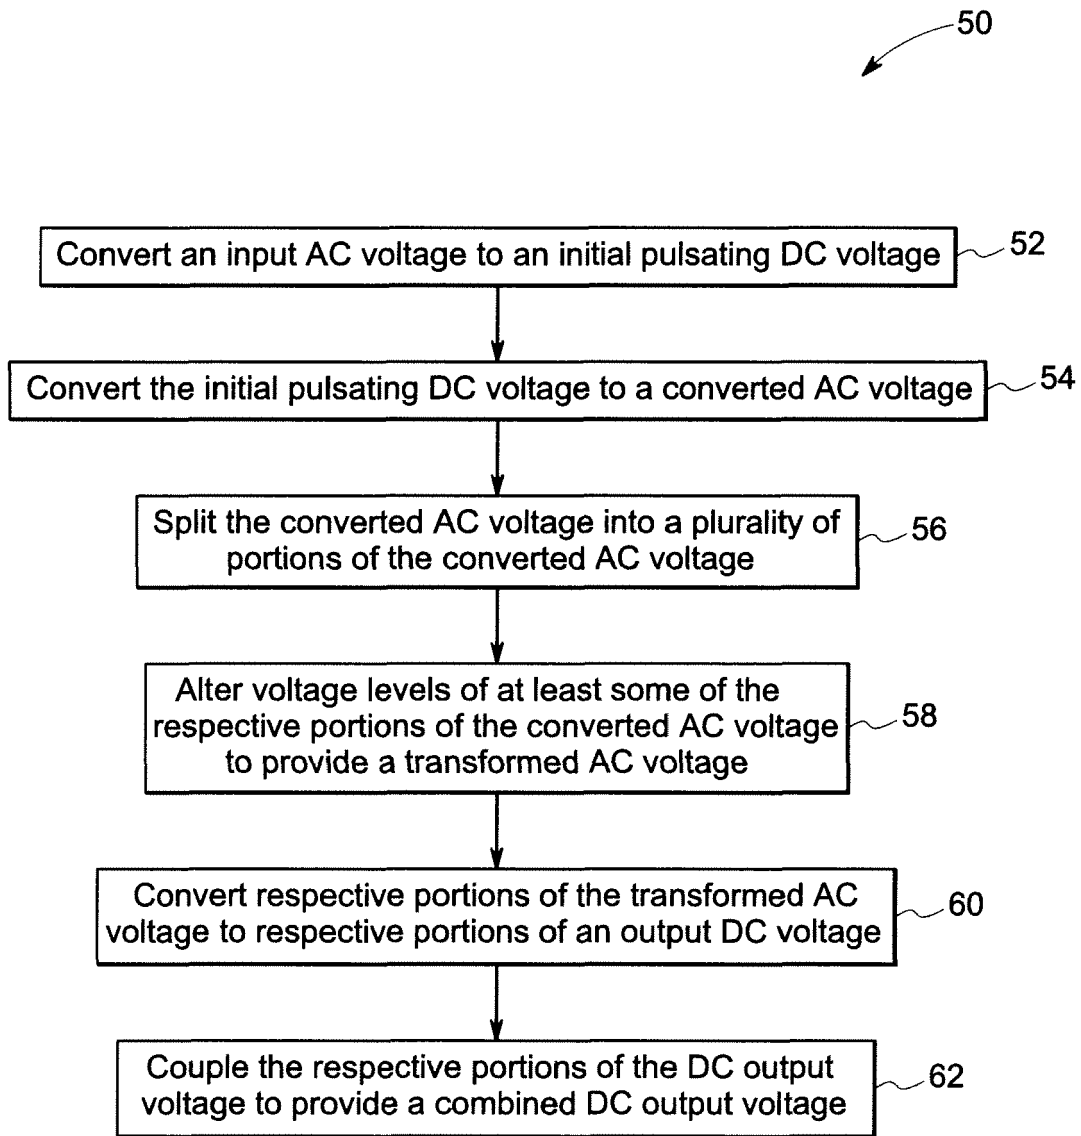 50
Convert an input AC voltage to an initial pulsating DC voltage
52
Convert the initial pulsating DC voltage to a converted AC voltage
54
Split the converted AC voltage into a plurality of
portions of the converted AC voltage
56
Alter voltage levels of at least some of the
respective portions of the converted AC voltage
to provide a transformed AC voltage
58
Convert respective portions of the transformed AC
voltage to respective portions of an output DC voltage
60
Couple the respective portions of the DC output
voltage to provide a combined DC output voltage
62